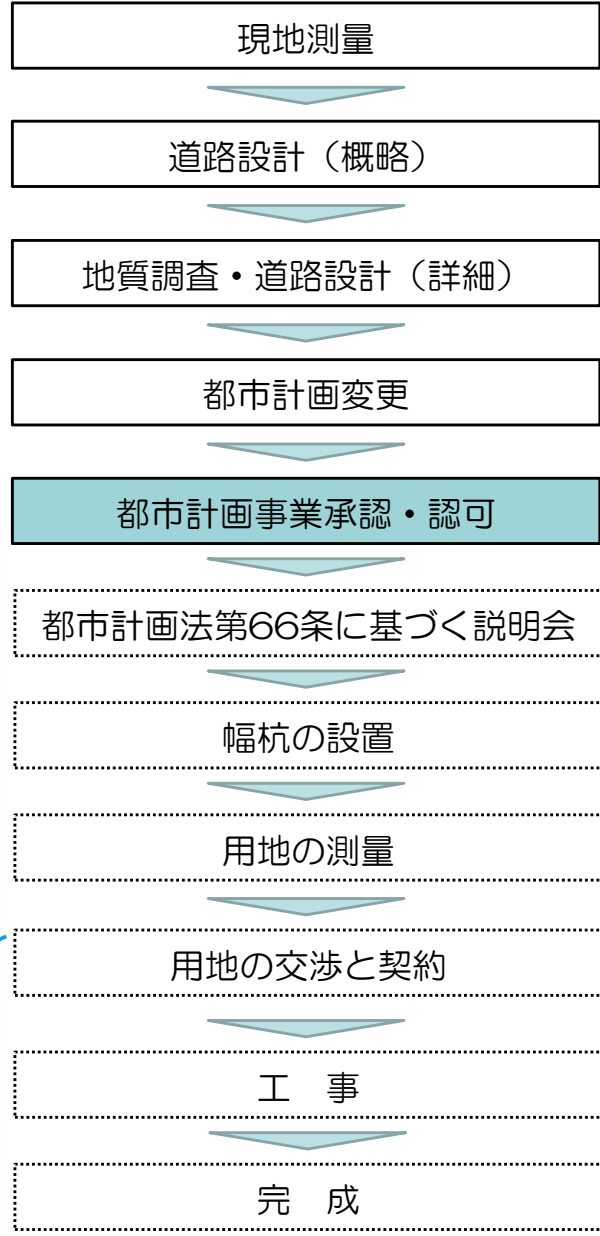 現地測量
道路設計（概略）
地質調査・道路設計（詳細）
都市計画変更
都市計画事業承認・認可
都市計画法第66条に基づく説明会
幅杭の設置
用地の測量
用地の交渉と契約
工　事
完　成